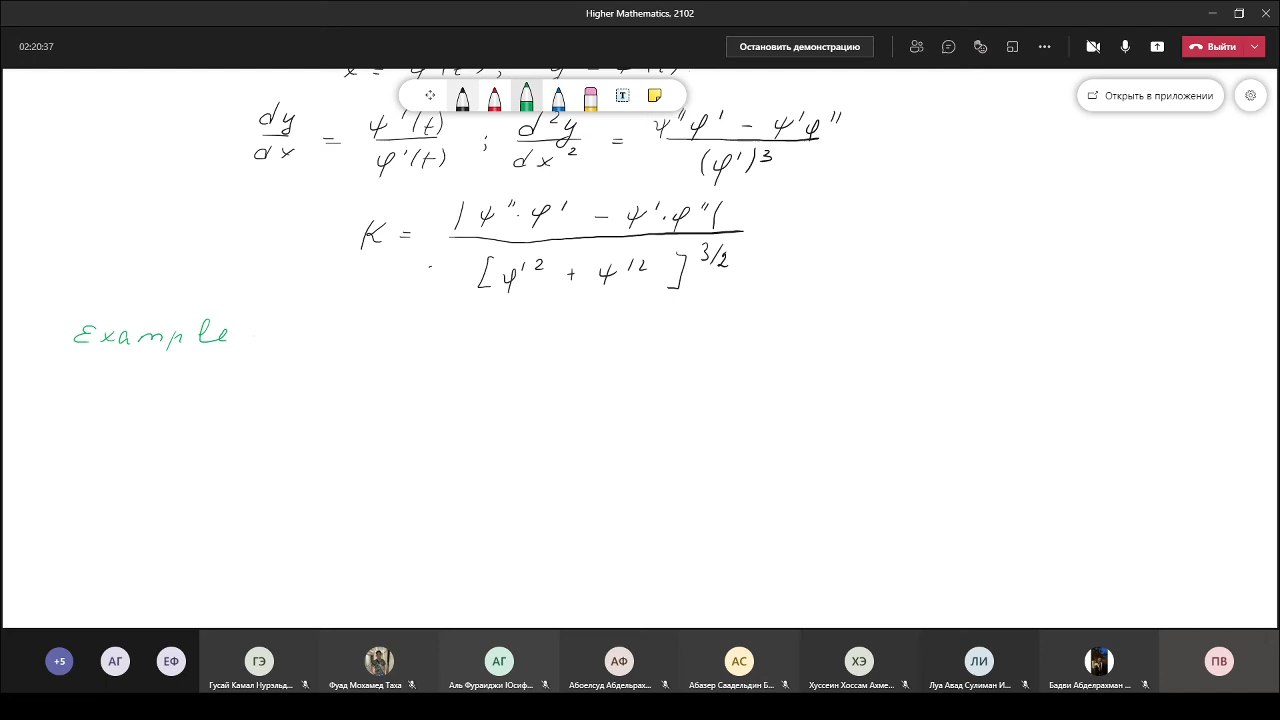 Higher Mathematics, 2102
02:20:37
Остановить демонстрацию
Выйти
Открыть в приложении
dy/dx = ψ'(t)/φ'(t) ; d²y/dx² = (ψ''φ' - ψ'φ'')/(φ')³
K = |ψ''·φ' - ψ'·φ''| / [φ'² + ψ'²]^3/2
Example
+5
АГ
ЕФ
ГЭ
АГ
АФ
АС
ХЭ
ЛИ
ПВ
Гусай Камал Нурэльд...
Фуад Мохамед Таха
Аль Фураиджи Юсиф...
Абоелсуд Абдельрах...
Абазер Саадельдин Б...
Хуссеин Хоссам Ахме...
Луа Авад Сулиман И...
Бадви Абделрахман ...